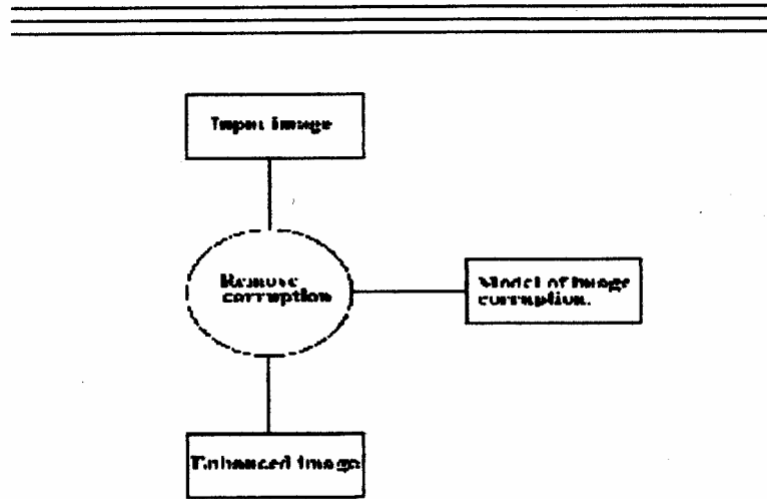 Input image
Remove
corruption
Model of image
corruption.
Enhanced image